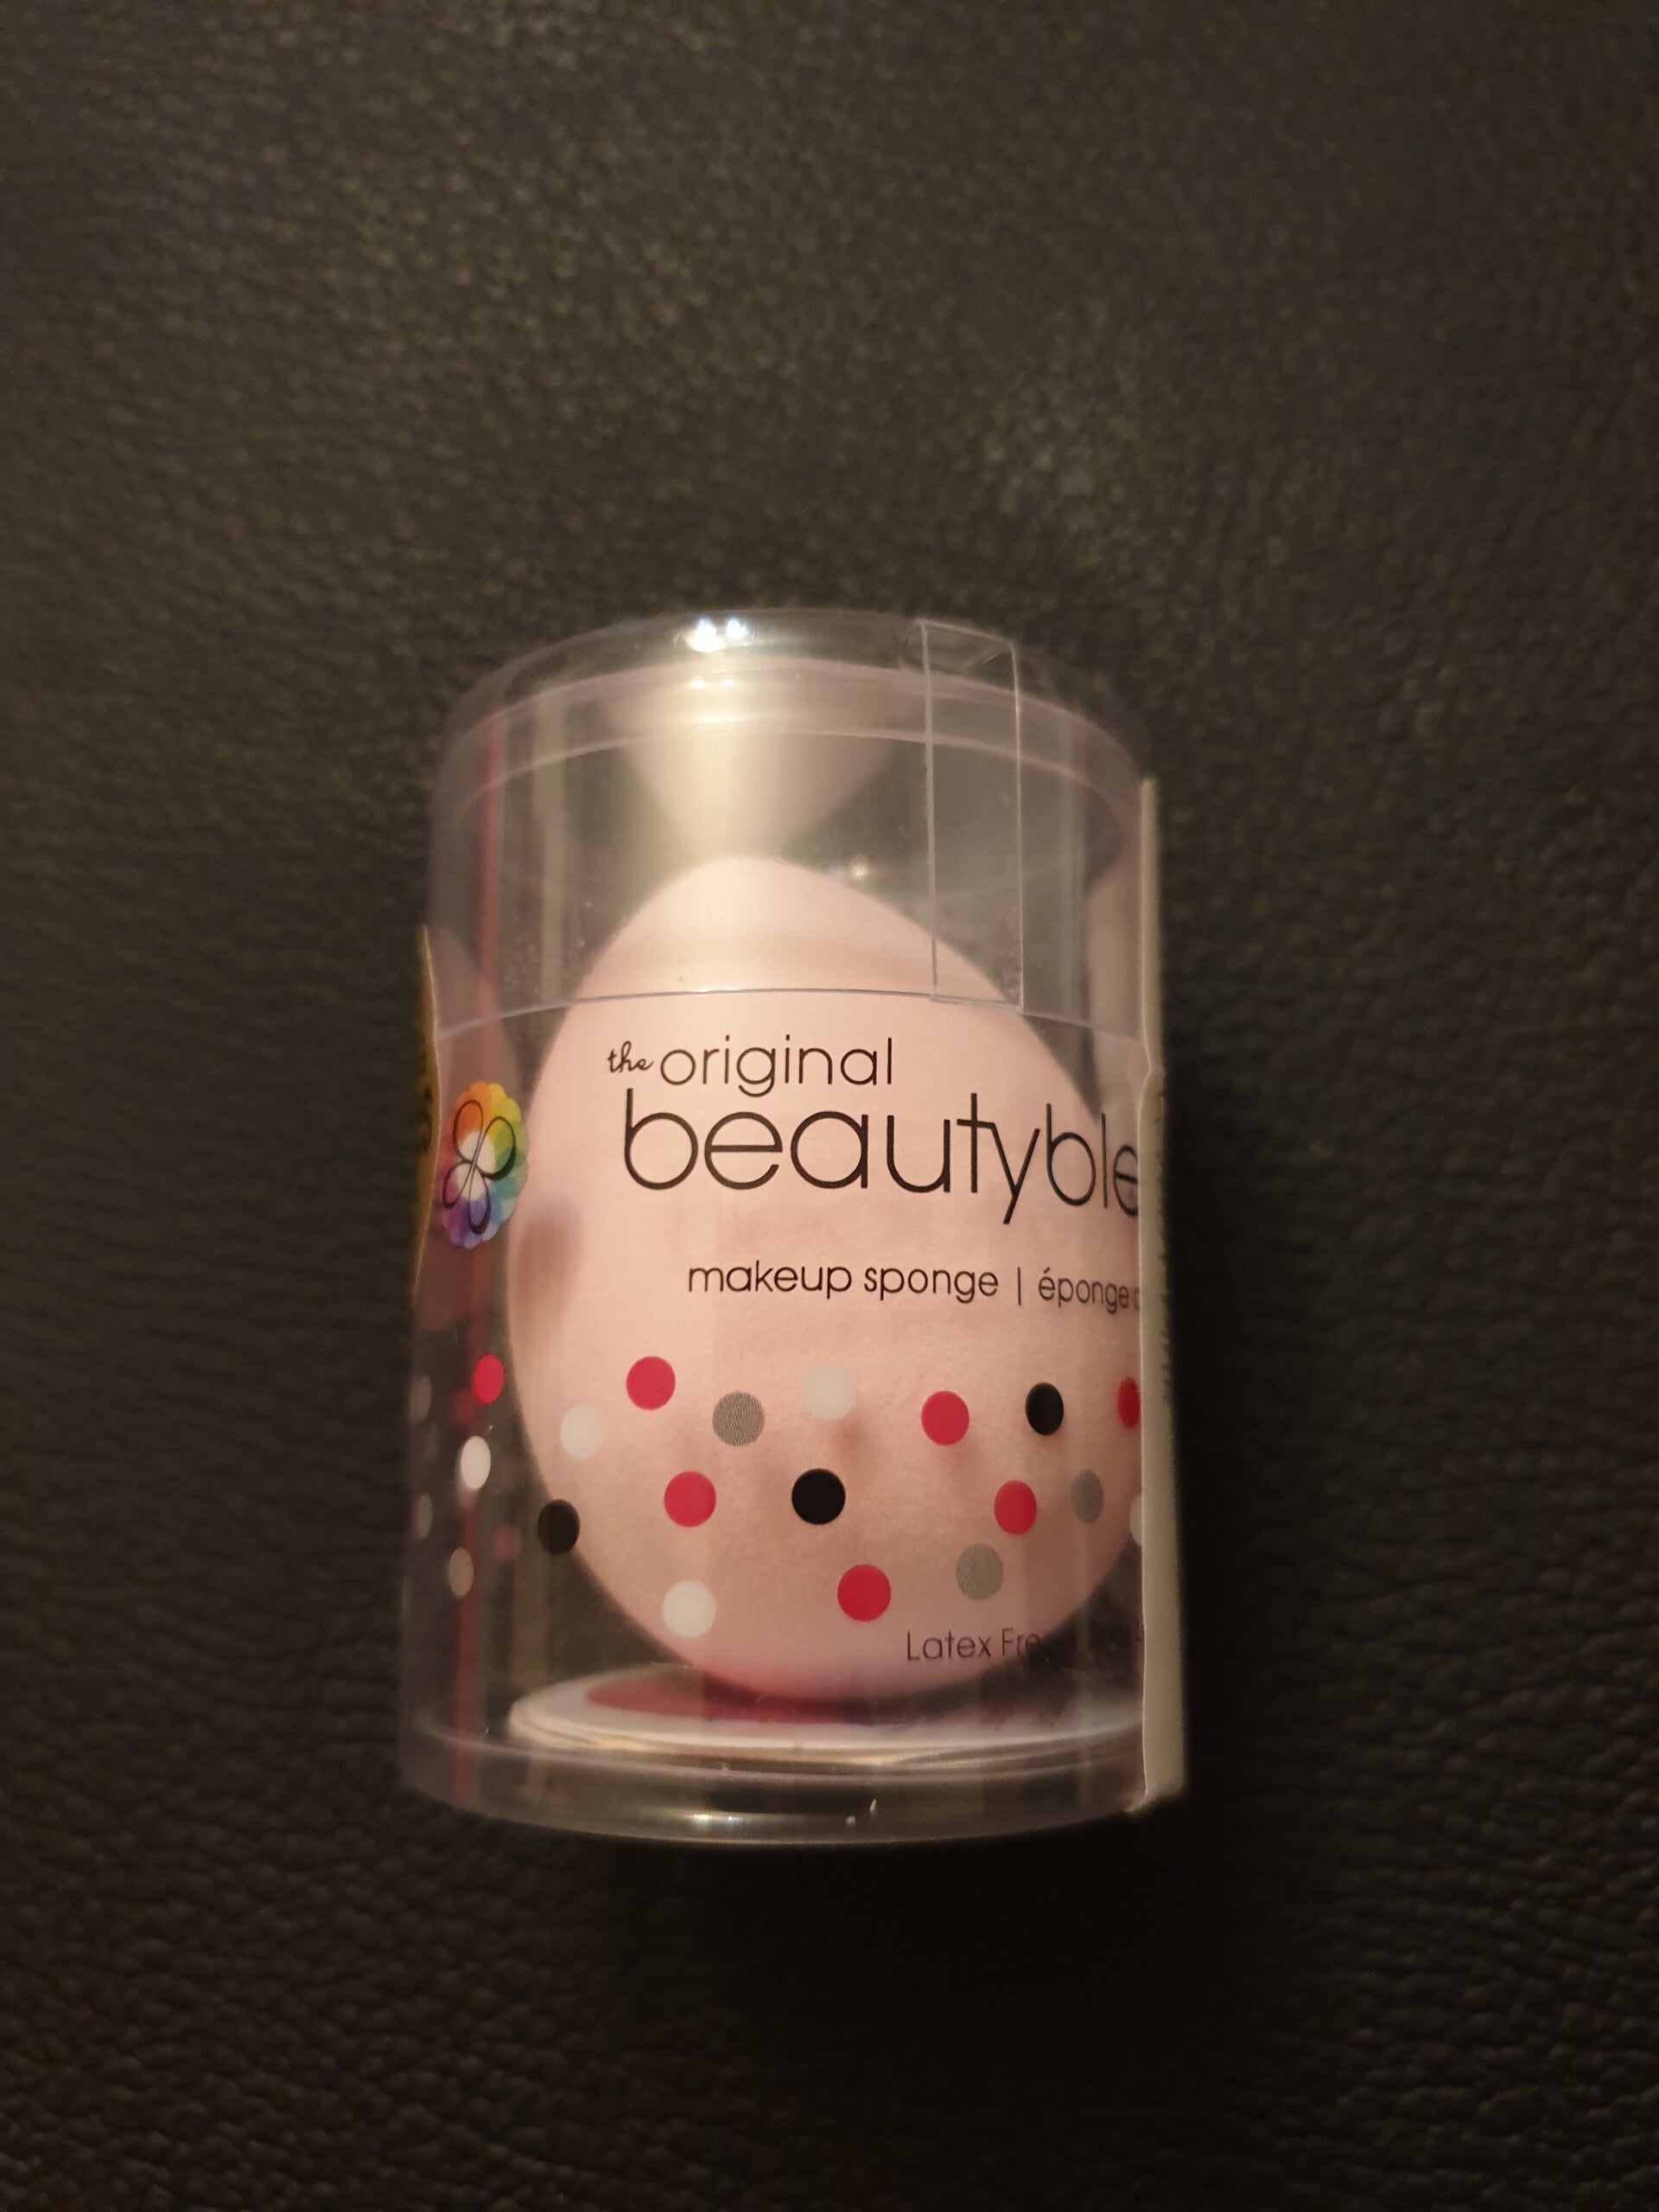 the original
beautyble
makeup sponge | éponge
Latex Fre